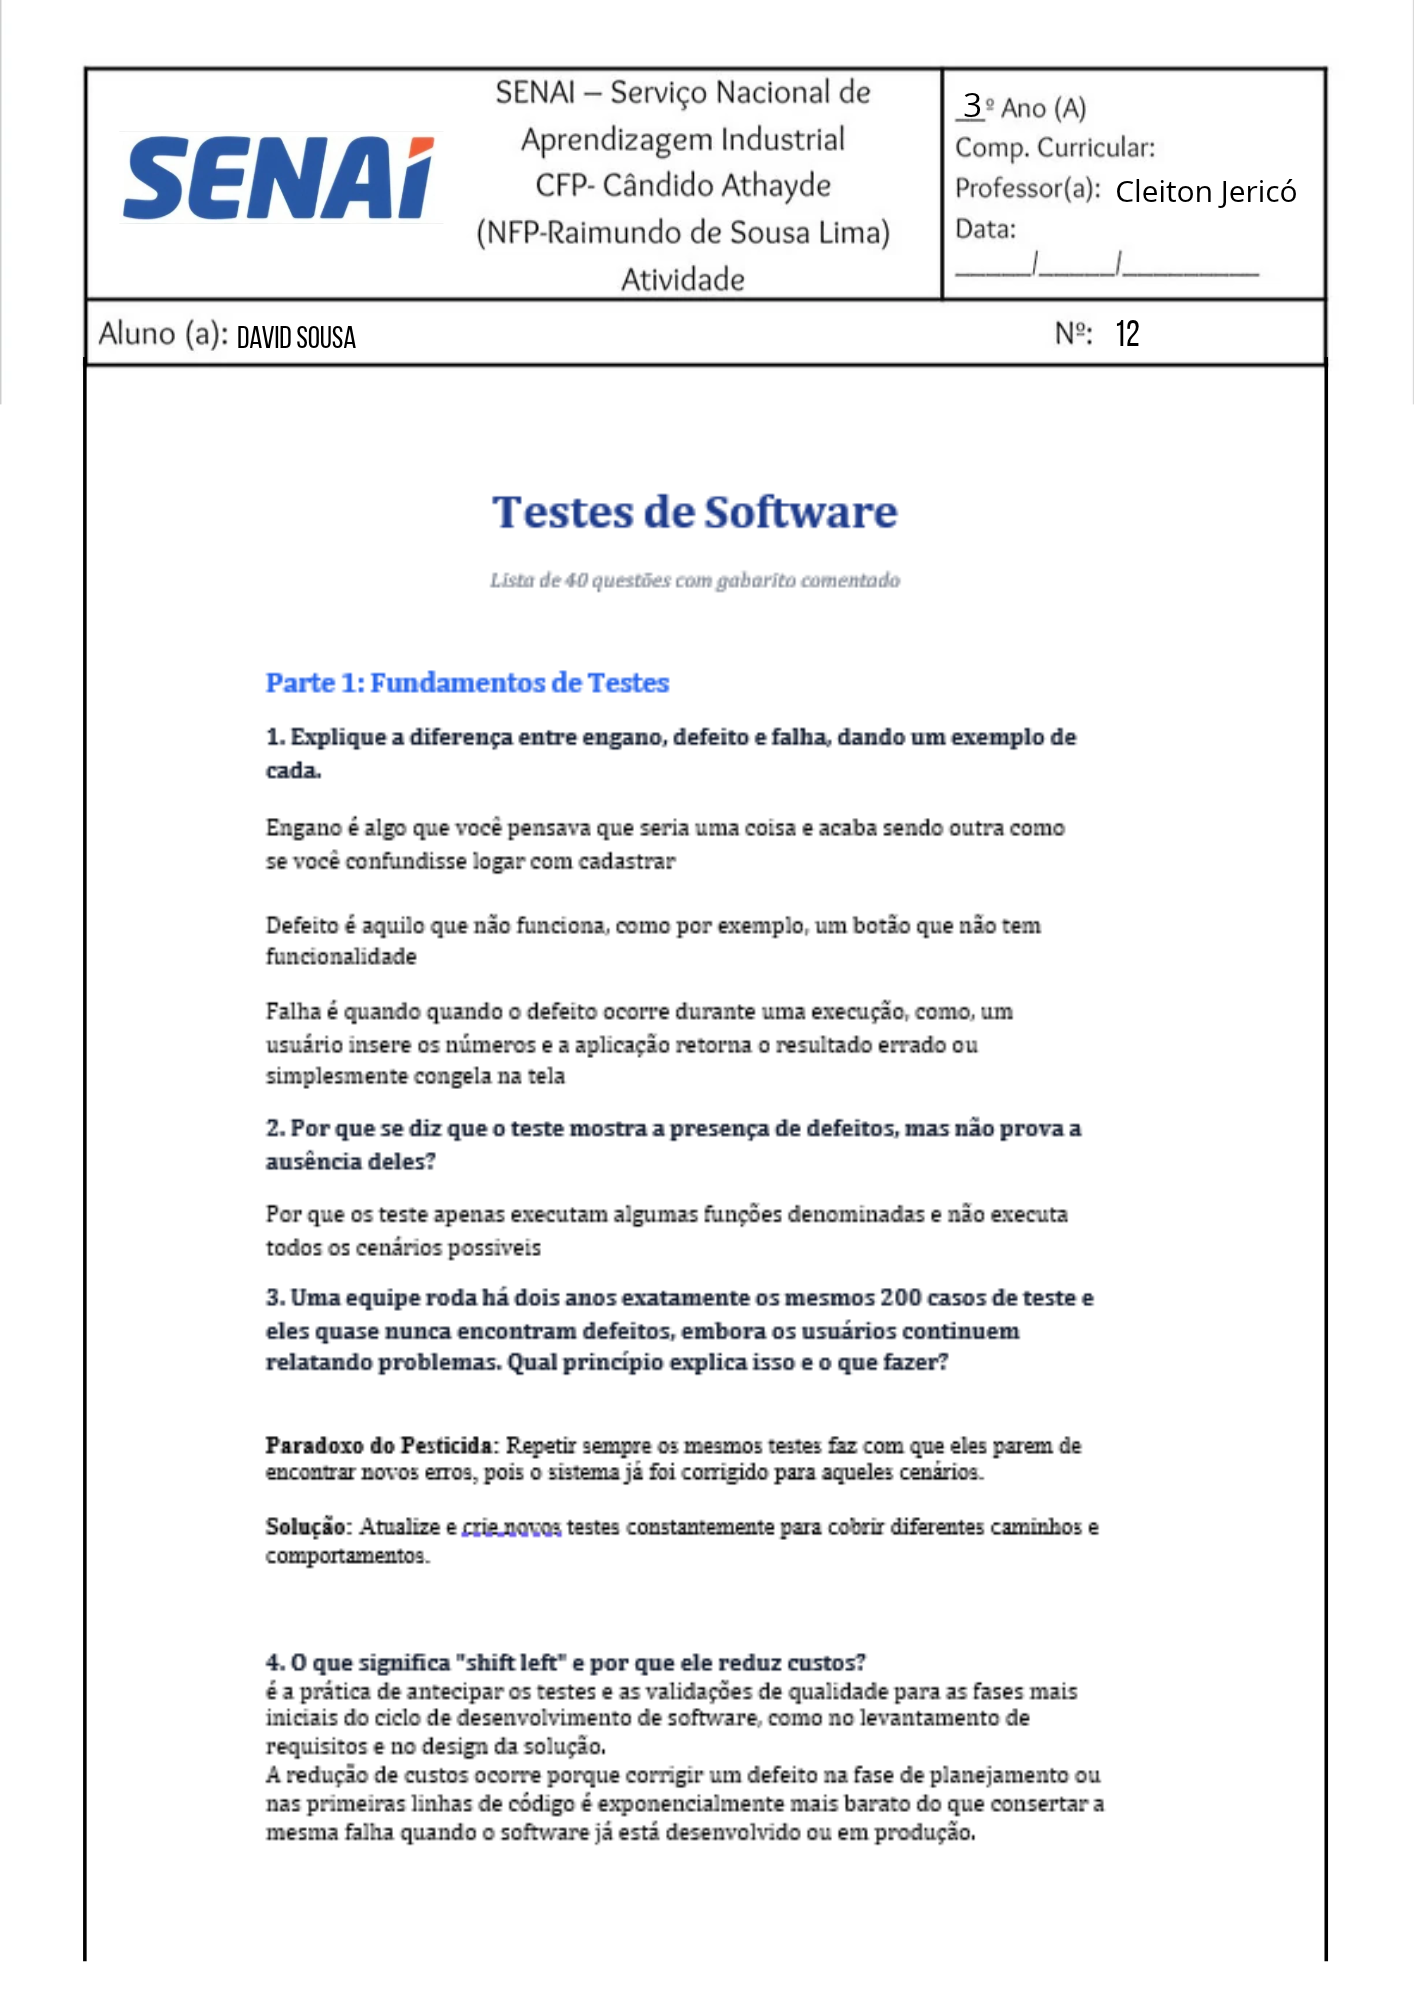 SENAI
SENAI – Serviço Nacional de
Aprendizagem Industrial
CFP- Cândido Athayde
(NFP-Raimundo de Sousa Lima)
Atividade
__3º Ano (A)
Comp. Curricular:
Professor(a): Cleiton Jericó
Data:
_____/_____/_________
Aluno (a): DAVID SOUSA Nº: 12
Testes de Software
Lista de 40 questões com gabarito comentado
Parte 1: Fundamentos de Testes
1. Explique a diferença entre engano, defeito e falha, dando um exemplo de
cada.
Engano é algo que você pensava que seria uma coisa e acaba sendo outra como
se você confundisse logar com cadastrar
Defeito é aquilo que não funciona, como por exemplo, um botão que não tem
funcionalidade
Falha é quando quando o defeito ocorre durante uma execução, como, um
usuário insere os números e a aplicação retorna o resultado errado ou
simplesmente congela na tela
2. Por que se diz que o teste mostra a presença de defeitos, mas não prova a
ausência deles?
Por que os teste apenas executam algumas funções denominadas e não executa
todos os cenários possiveis
3. Uma equipe roda há dois anos exatamente os mesmos 200 casos de teste e
eles quase nunca encontram defeitos, embora os usuários continuem
relatando problemas. Qual princípio explica isso e o que fazer?
Paradoxo do Pesticida: Repetir sempre os mesmos testes faz com que eles parem de
encontrar novos erros, pois o sistema já foi corrigido para aqueles cenários.
Solução: Atualize e crie novos testes constantemente para cobrir diferentes caminhos e
comportamentos.
4. O que significa "shift left" e por que ele reduz custos?
é a prática de antecipar os testes e as validações de qualidade para as fases mais
iniciais do ciclo de desenvolvimento de software, como no levantamento de
requisitos e no design da solução.
A redução de custos ocorre porque corrigir um defeito na fase de planejamento ou
nas primeiras linhas de código é exponencialmente mais barato do que consertar a
mesma falha quando o software já está desenvolvido ou em produção.